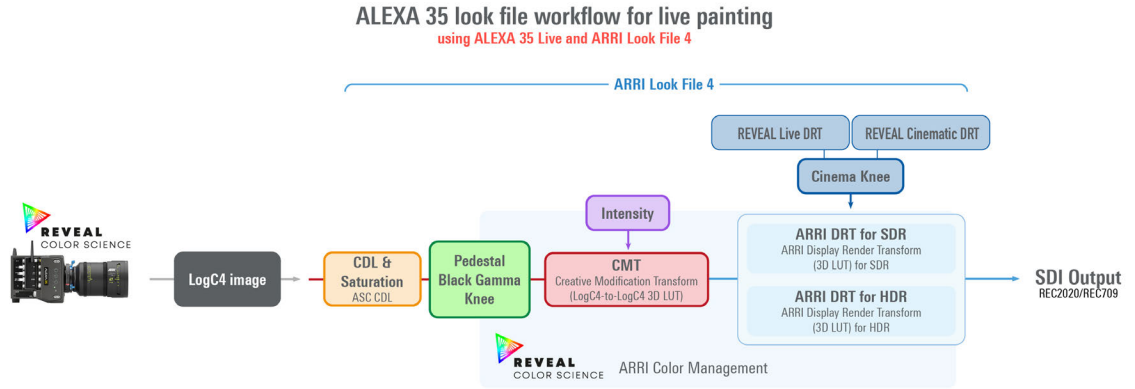 ALEXA 35 look file workflow for live painting
using ALEXA 35 Live and ARRI Look File 4
ARRI Look File 4
REVEAL Live DRT
REVEAL Cinematic DRT
Cinema Knee
Intensity
REVEAL
COLOR SCIENCE
LogC4 image
CDL &
Saturation
ASC CDL
Pedestal
Black Gamma
Knee
CMT
Creative Modification Transform
(LogC4-to-LogC4 3D LUT)
ARRI DRT for SDR
ARRI Display Render Transform
(3D LUT) for SDR
ARRI DRT for HDR
ARRI Display Render Transform
(3D LUT) for HDR
SDI Output
REC2020/REC709
REVEAL
COLOR SCIENCE
ARRI Color Management